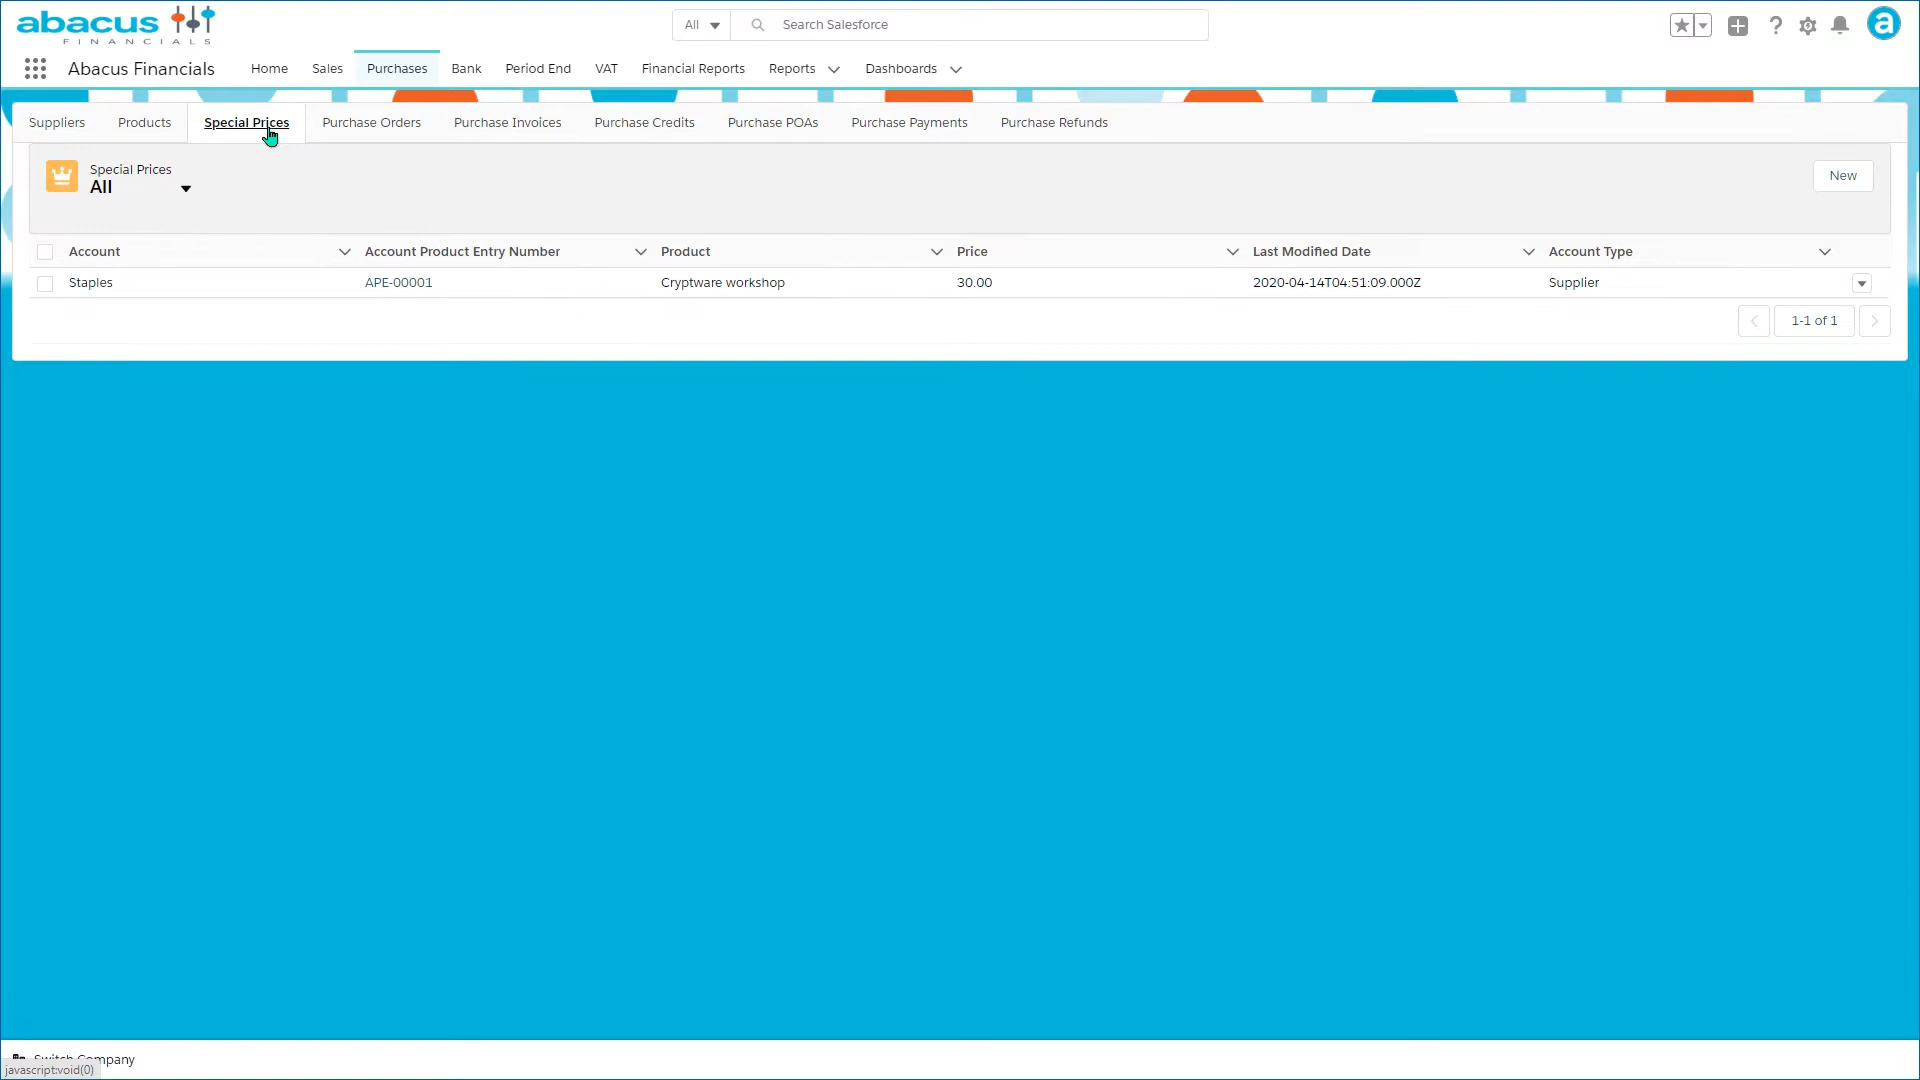 abacus
FINANCIALS
All
Search Salesforce
a
Abacus Financials
Home
Sales
Purchases
Bank
Period End
VAT
Financial Reports
Reports
Dashboards
Suppliers
Products
Special Prices
Purchase Orders
Purchase Invoices
Purchase Credits
Purchase POAs
Purchase Payments
Purchase Refunds
Special Prices
All
New
Account
Account Product Entry Number
Product
Price
Last Modified Date
Account Type
Staples
APE-00001
Cryptware workshop
30.00
2020-04-14T04:51:09.000Z
Supplier
1-1 of 1
Switch Company
javascript:void(0)